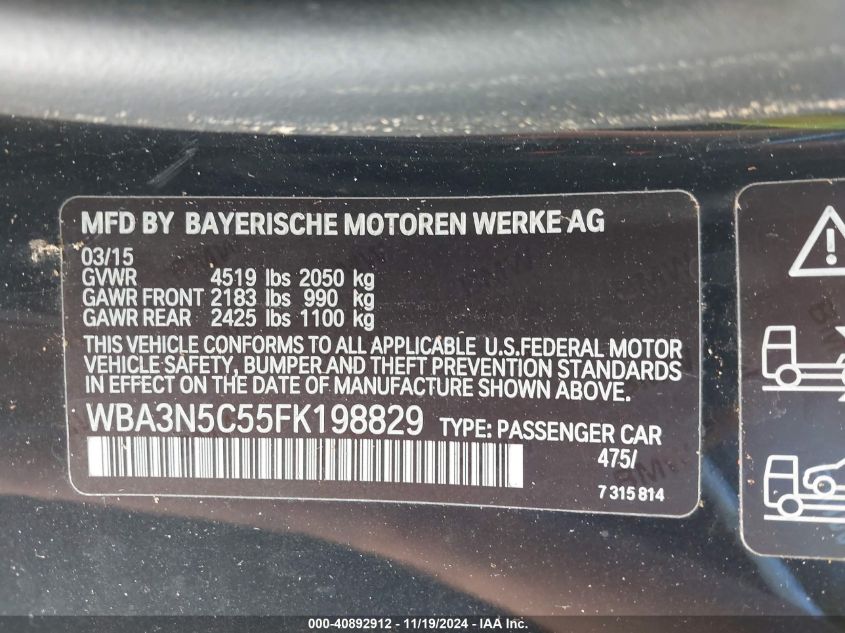 MFD BY BAYERISCHE MOTOREN WERKE AG
03/15
GVWR 4519 lbs 2050 kg
GAWR FRONT 2183 lbs 990 kg
GAWR REAR 2425 lbs 1100 kg
THIS VEHICLE CONFORMS TO ALL APPLICABLE U.S.FEDERAL MOTOR
VEHICLE SAFETY, BUMPER AND THEFT PREVENTION STANDARDS
IN EFFECT ON THE DATE OF MANUFACTURE SHOWN ABOVE.
WBA3N5C55FK198829 TYPE: PASSENGER CAR
475/
7 315 814
000-40892912 | 11/19/2024 - IAA Inc.